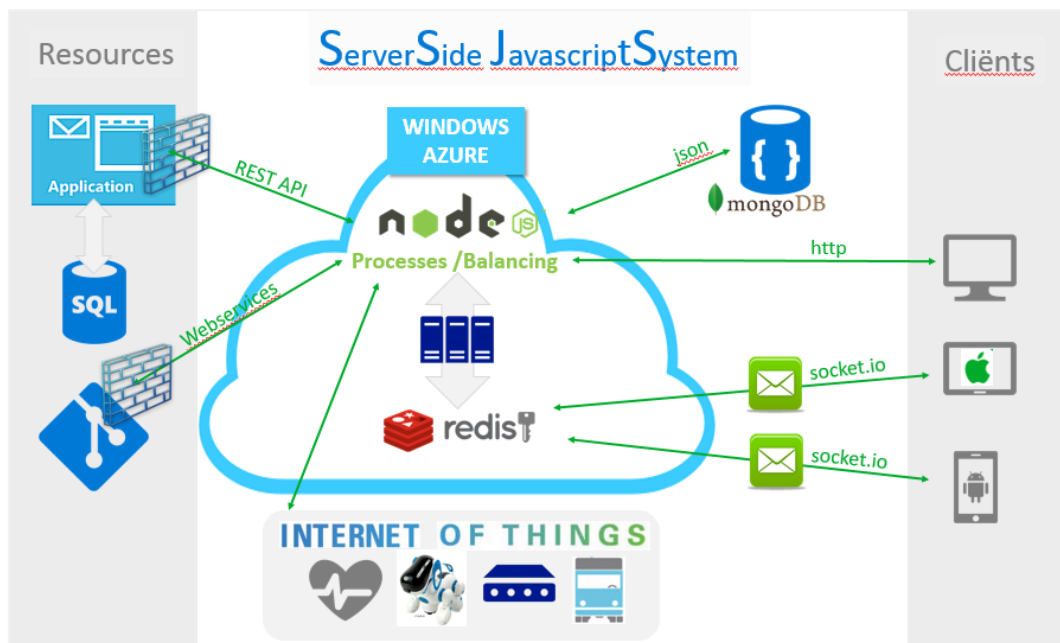 Resources
ServerSide JavascriptSystem
Cliënts
WINDOWS
AZURE
Application
REST API
json
mongoDB
node
JS
Processes /Balancing
http
SQL
Webservices
socket.io
redis
socket.io
INTERNET OF THINGS